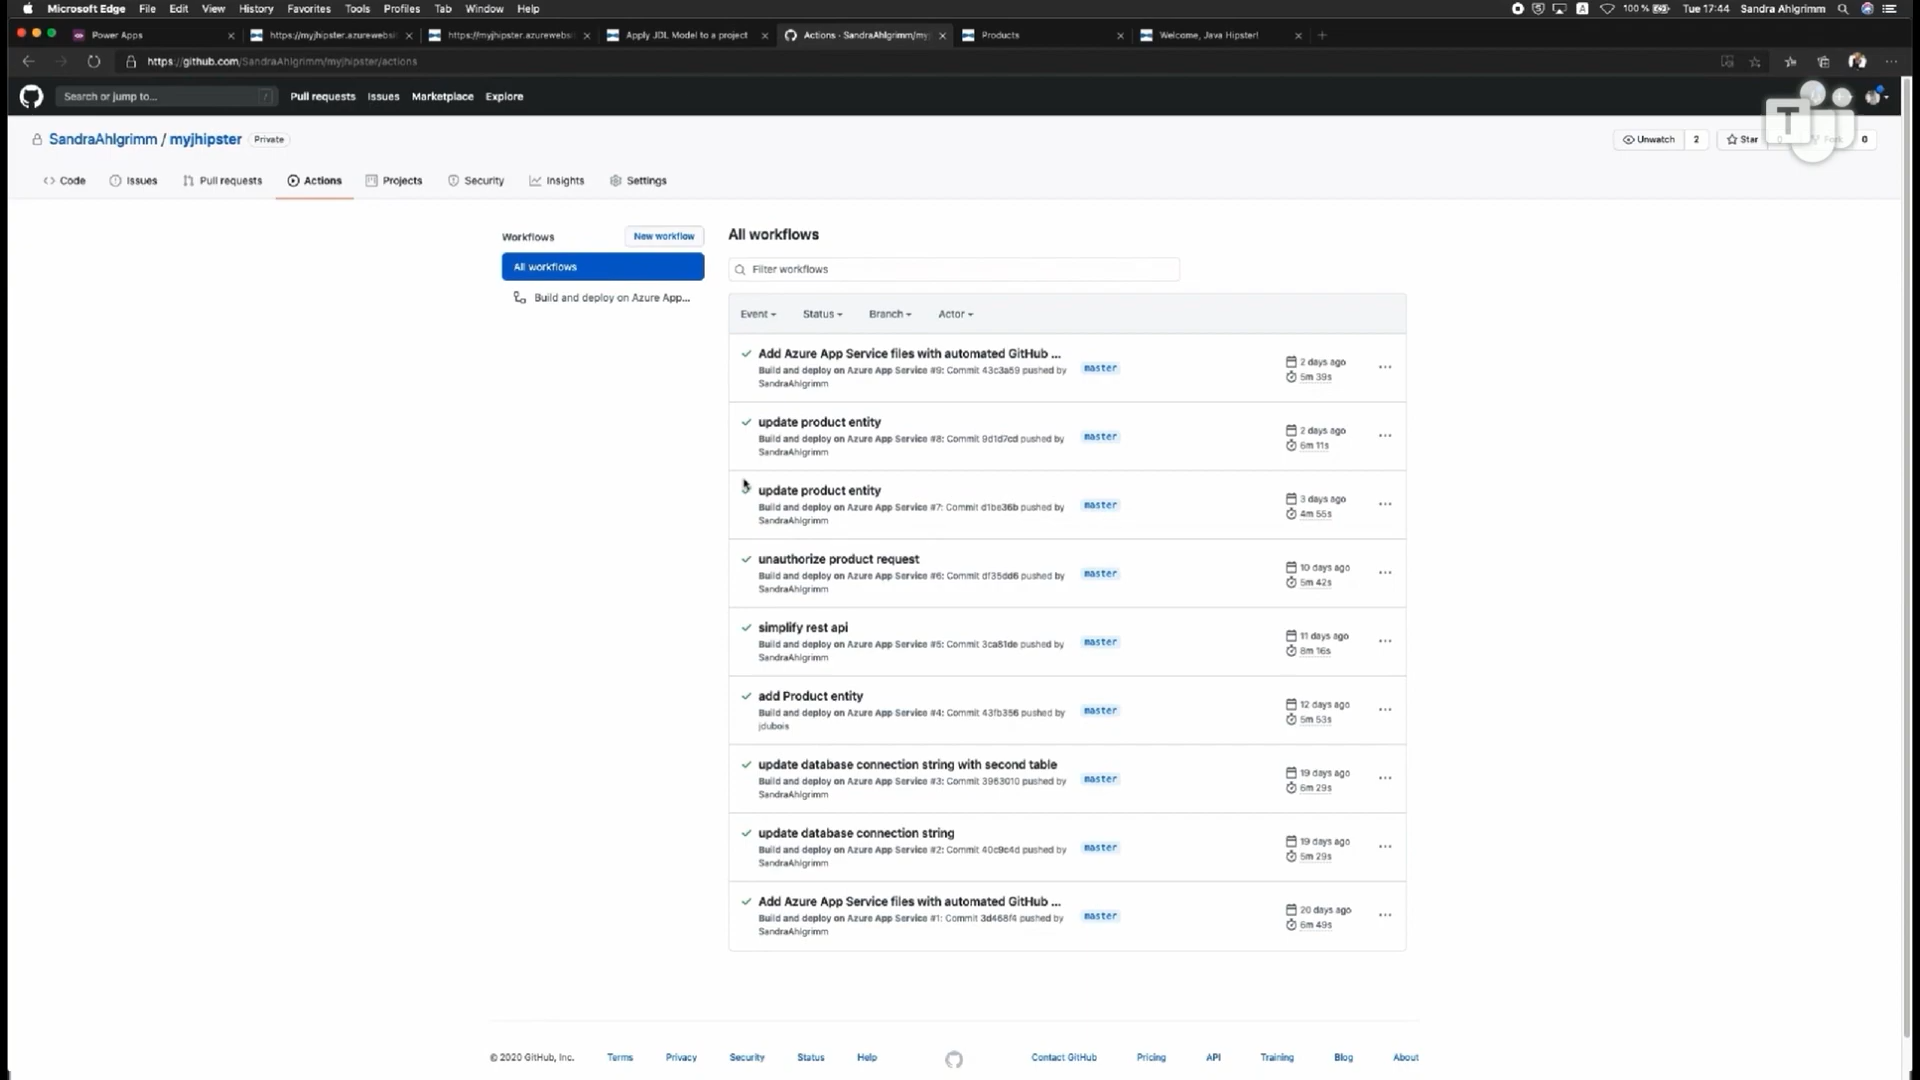 Microsoft Edge File Edit View History Favorites Tools Profiles Tab Window Help
100 % Tue 17:44 Sandra Ahlgrimm
Power Apps
https://myjhipster.azurewebsi
https://myjhipster.azurewebsi
Apply JDL Model to a project
Actions · SandraAhlgrimm/my
Products
Welcome, Java Hipster!
https://github.com/SandraAhlgrimm/myjhipster/actions
Search or jump to... /
Pull requests Issues Marketplace Explore
T
SandraAhlgrimm / myjhipster Private
Unwatch 2 Star 0 Fork 0
Code Issues Pull requests Actions Projects Security Insights Settings
Workflows New workflow
All workflows
Build and deploy on Azure App...
All workflows
Filter workflows
Event Status Branch Actor
Add Azure App Service files with automated GitHub ...
Build and deploy on Azure App Service #9: Commit 43c3a59 pushed by
SandraAhlgrimm
master
2 days ago
5m 39s
update product entity
Build and deploy on Azure App Service #8: Commit 9d1d7cd pushed by
SandraAhlgrimm
master
2 days ago
6m 11s
update product entity
Build and deploy on Azure App Service #7: Commit d1be36b pushed by
SandraAhlgrimm
master
3 days ago
4m 55s
unauthorize product request
Build and deploy on Azure App Service #6: Commit df35dd6 pushed by
SandraAhlgrimm
master
10 days ago
5m 42s
simplify rest api
Build and deploy on Azure App Service #5: Commit 3ca81de pushed by
SandraAhlgrimm
master
11 days ago
8m 16s
add Product entity
Build and deploy on Azure App Service #4: Commit 43fb356 pushed by
jdubois
master
12 days ago
5m 53s
update database connection string with second table
Build and deploy on Azure App Service #3: Commit 3963010 pushed by
SandraAhlgrimm
master
19 days ago
6m 29s
update database connection string
Build and deploy on Azure App Service #2: Commit 40c9c4d pushed by
SandraAhlgrimm
master
19 days ago
5m 29s
Add Azure App Service files with automated GitHub ...
Build and deploy on Azure App Service #1: Commit 3d468f4 pushed by
SandraAhlgrimm
master
20 days ago
6m 49s
© 2020 GitHub, Inc. Terms Privacy Security Status Help Contact GitHub Pricing API Training Blog About